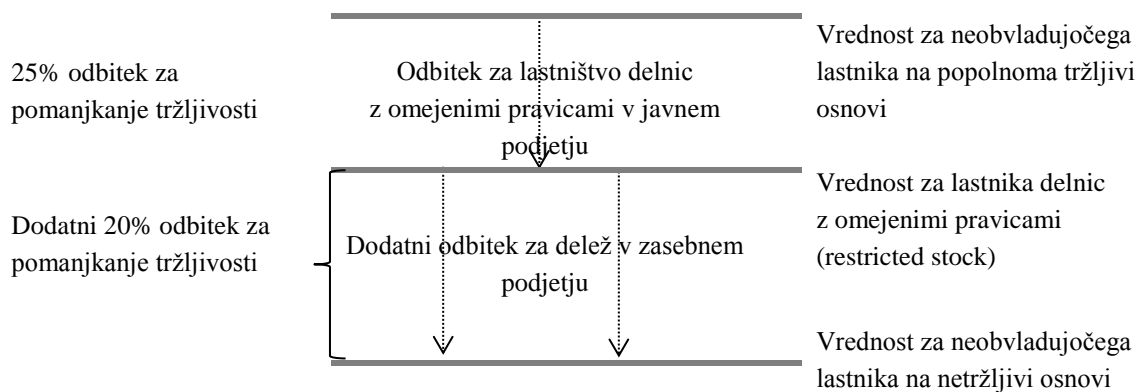 25% odbitek za
pomanjkanje tržljivosti
Odbitek za lastništvo delnic
z omejenimi pravicami v javnem
podjetju
Vrednost za neobvladujočega
lastnika na popolnoma tržljivi
osnovi
Dodatni 20% odbitek za
pomanjkanje tržljivosti
Dodatni odbitek za delež v zasebnem
podjetju
Vrednost za lastnika delnic
z omejenimi pravicami
(restricted stock)
Vrednost za neobvladujočega
lastnika na netržljivi osnovi